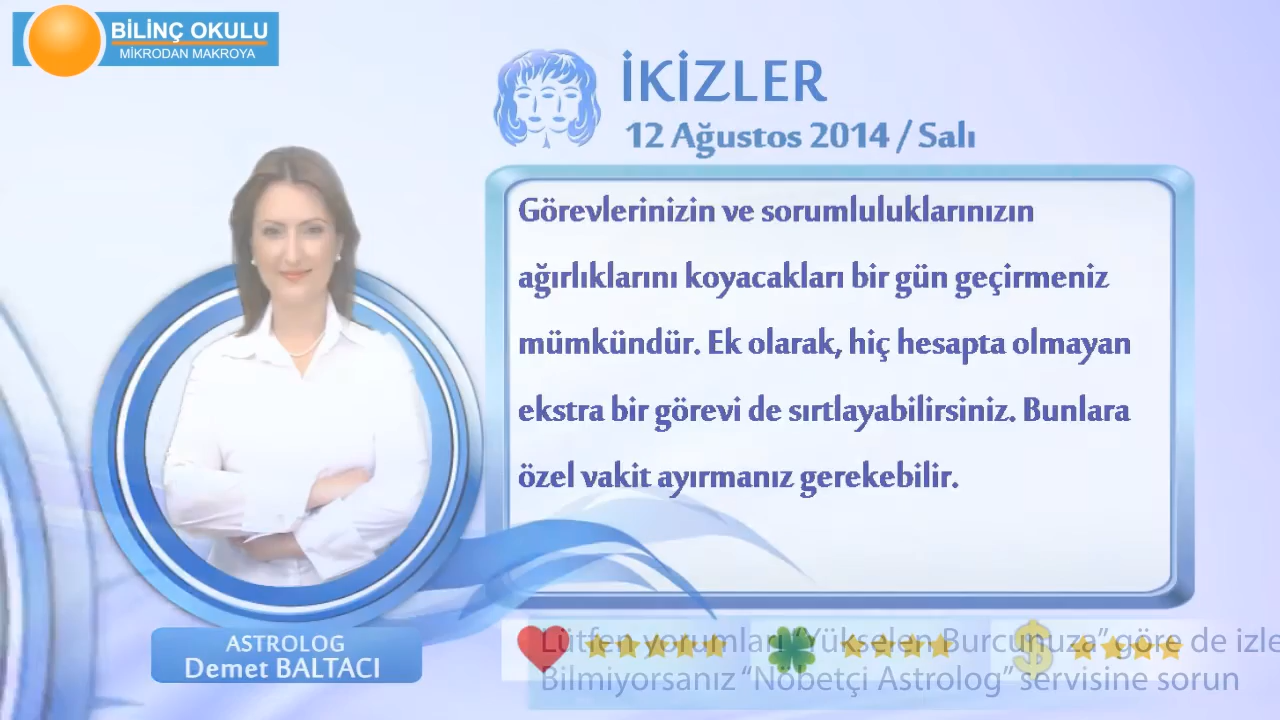 BİLİNÇ OKULU
MİKRODAN MAKROYA
İKİZLER
12 Ağustos 2014 / Salı
Görevlerinizin ve sorumluluklarınızın
ağırlıklarını koyacakları bir gün geçirmeniz
mümkündür. Ek olarak, hiç hesapta olmayan
ekstra bir görevi de sırtlayabilirsiniz. Bunlara
özel vakit ayırmanız gerekebilir.
ASTROLOG
Demet BALTACI
Lütfen yorumları “Yükselen Burcunuza” göre de izle
Bilmiyorsanız “Nöbetçi Astrolog” servisine sorun